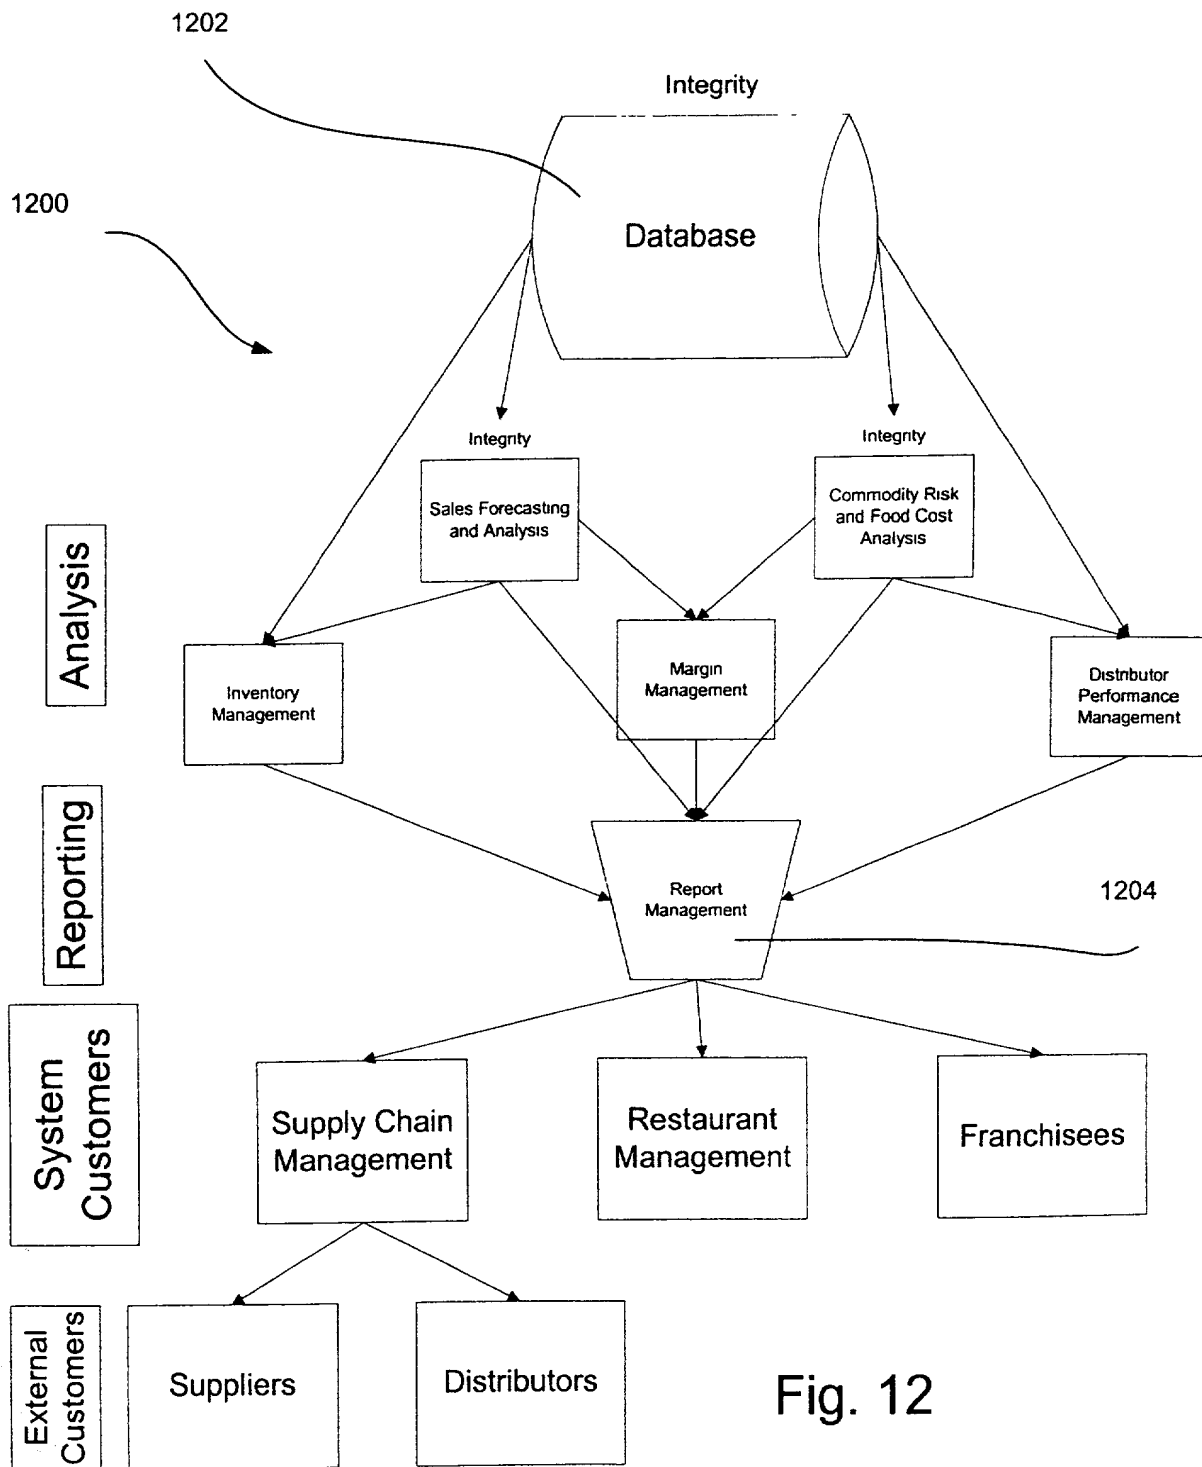 1202
Integrity
1200
Database
Integrity
Integrity
Sales Forecasting
and Analysis
Commodity Risk
and Food Cost
Analysis
Analysis
Inventory
Management
Margin
Management
Distributor
Performance
Management
Reporting
Report
Management
1204
System
Customers
Supply Chain
Management
Restaurant
Management
Franchisees
External
Customers
Suppliers
Distributors
Fig. 12